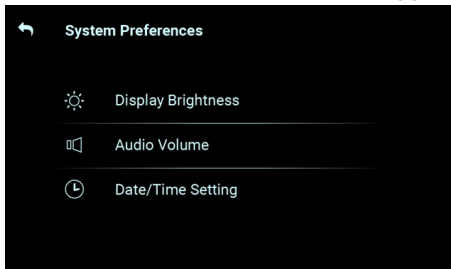 System Preferences
Display Brightness
Audio Volume
Date/Time Setting